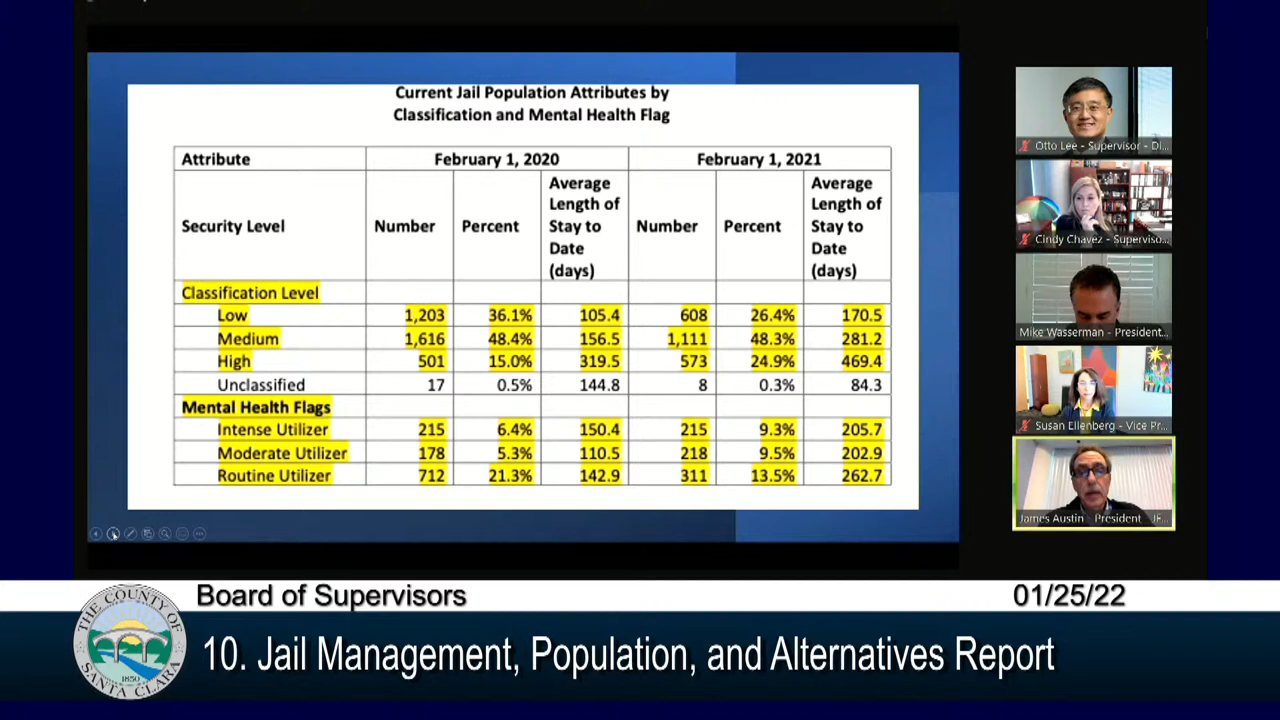 Current Jail Population Attributes by
Classification and Mental Health Flag
Attribute February 1, 2020 February 1, 2021
Security Level Number Percent Average Length of Stay to Date (days) Number Percent Average Length of Stay to Date (days)
Classification Level
Low 1,203 36.1% 105.4 608 26.4% 170.5
Medium 1,616 48.4% 156.5 1,111 48.3% 281.2
High 501 15.0% 319.5 573 24.9% 469.4
Unclassified 17 0.5% 144.8 8 0.3% 84.3
Mental Health Flags
Intense Utilizer 215 6.4% 150.4 215 9.3% 205.7
Moderate Utilizer 178 5.3% 110.5 218 9.5% 202.9
Routine Utilizer 712 21.3% 142.9 311 13.5% 262.7
Otto Lee - Supervisor - Di...
Cindy Chavez - Superviso...
Mike Wasserman - President...
Susan Ellenberg - Vice Pr...
James Austin - President - JF...
Board of Supervisors 01/25/22
THE COUNTY OF SANTA CLARA
1850
10. Jail Management, Population, and Alternatives Report